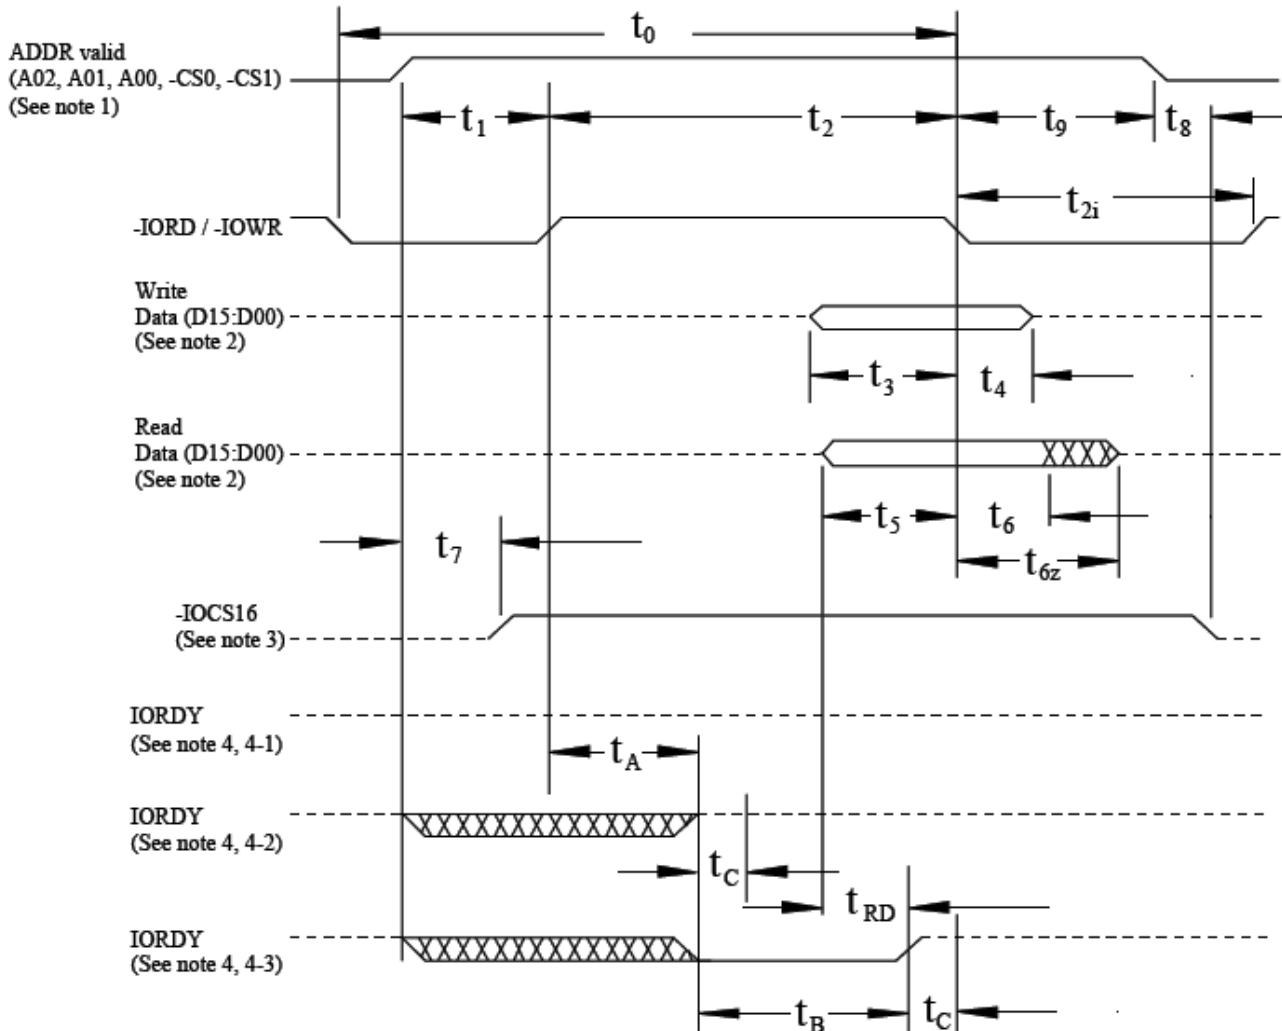 t0
ADDR valid
(A02, A01, A00, -CS0, -CS1)
(See note 1)
t1
t2
t9
t8
t2i
-IORD / -IOWR
Write
Data (D15:D00)
(See note 2)
t3
t4
Read
Data (D15:D00)
(See note 2)
t5
t6
t6z
t7
-IOCS16
(See note 3)
IORDY
(See note 4, 4-1)
tA
IORDY
(See note 4, 4-2)
tC
tRD
IORDY
(See note 4, 4-3)
tB
tC